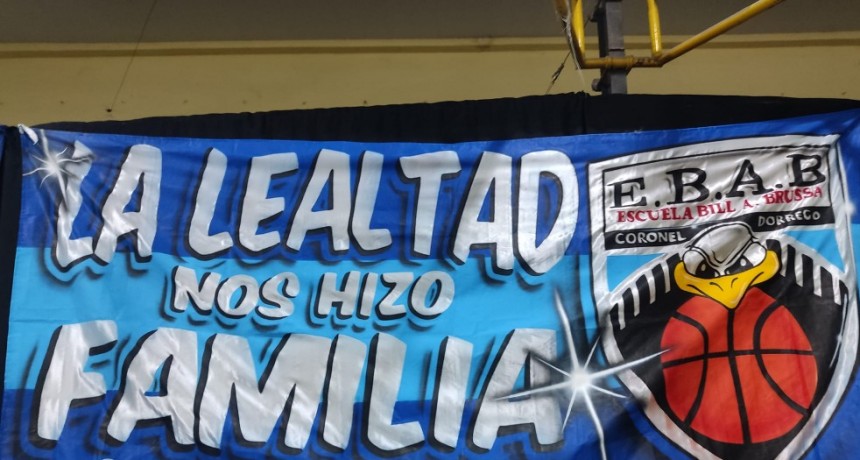 LA LEALTAD
NOS HIZO
FAMILIA
E.B.A.B
ESCUELA BILL A. BRUSSA
CORONEL DORREGO